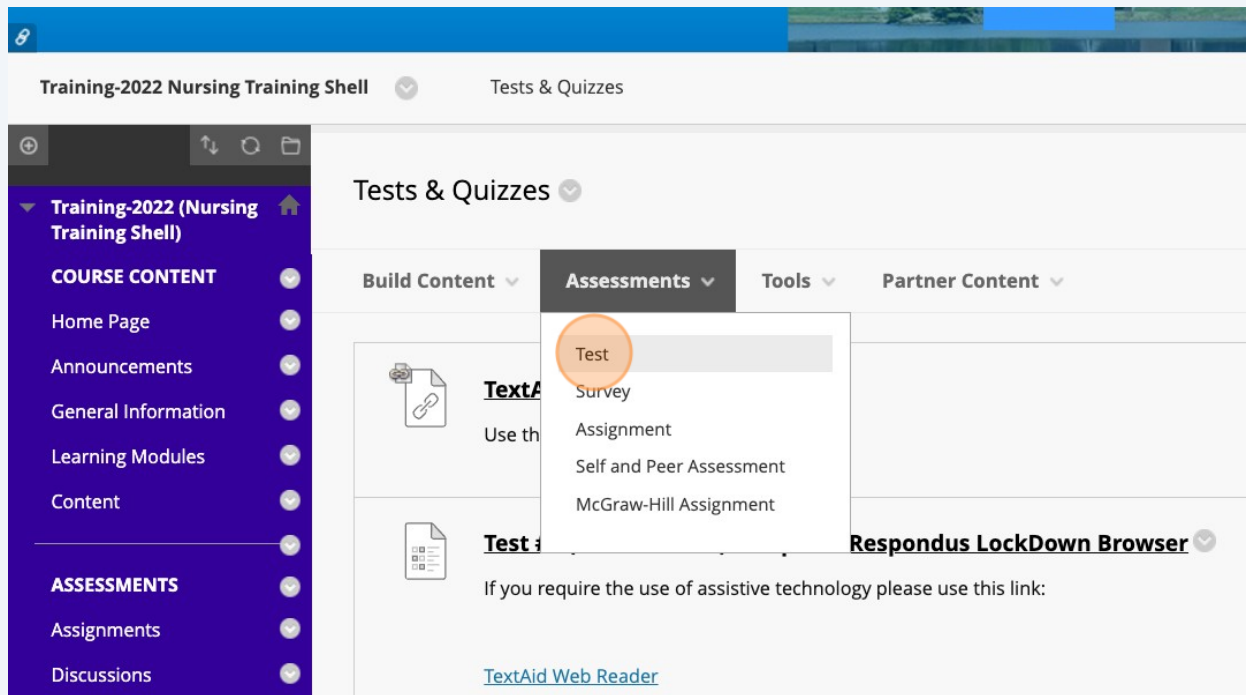 Training-2022 Nursing Training Shell
Tests & Quizzes
Training-2022 (Nursing
Training Shell)
COURSE CONTENT
Home Page
Announcements
General Information
Learning Modules
Content
ASSESSMENTS
Assignments
Discussions
Tests & Quizzes
Build Content
Assessments
Tools
Partner Content
Test
Survey
Assignment
Self and Peer Assessment
McGraw-Hill Assignment
Use th
Test
Respondus LockDown Browser
If you require the use of assistive technology please use this link:
TextAid Web Reader